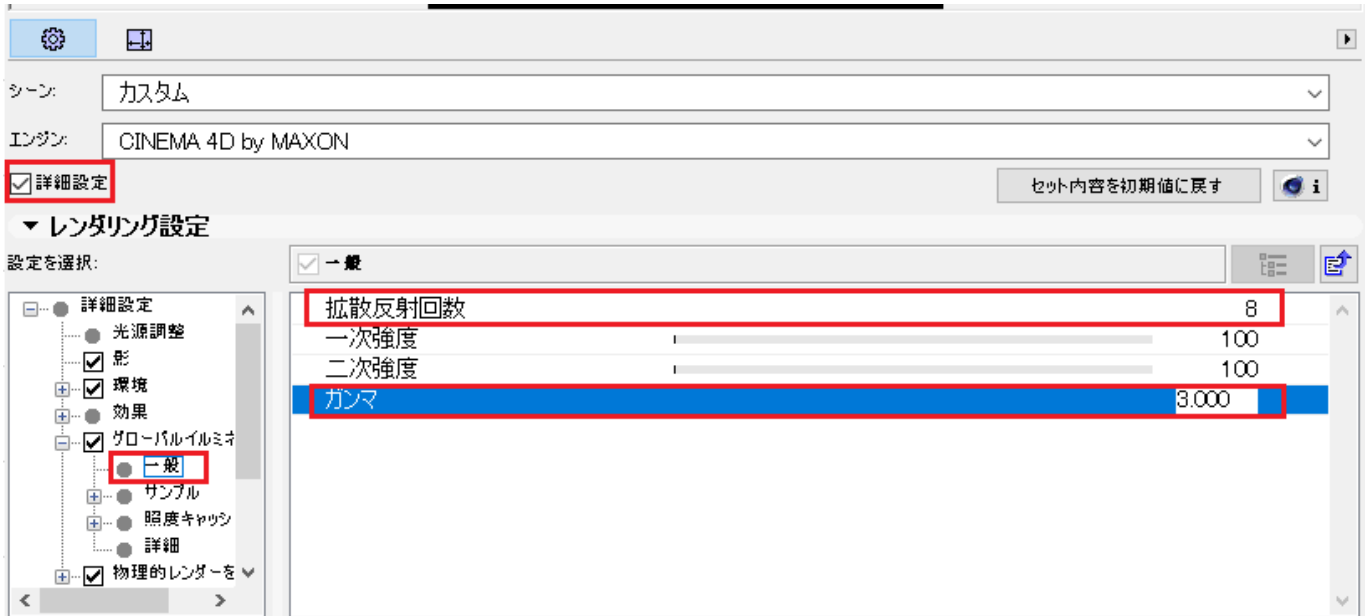 シーン: カスタム
エンジン: CINEMA 4D by MAXON
詳細設定 セット内容を初期値に戻す i
レンダリング設定
設定を選択: 一般
詳細設定
光源調整
影
環境
効果
グローバルイルミネ
一般
サンプル
照度キャッシ
詳細
物理的レンダーを
拡散反射回数 8
一次強度 100
二次強度 100
ガンマ 3.000